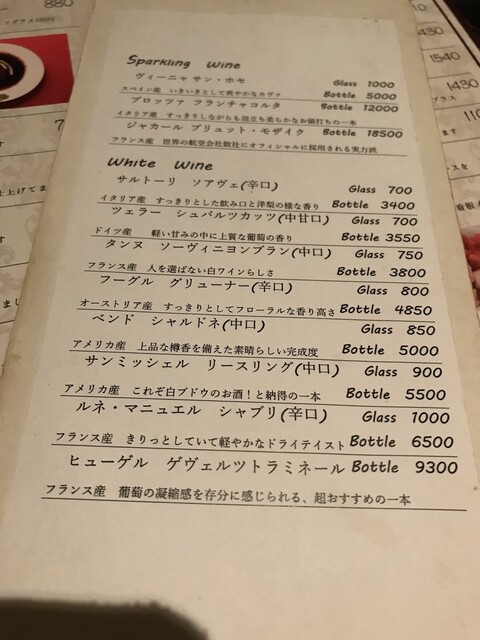 Sparkling Wine
ヴィーニャ サン・ホセ Glass 1000
スペイン産 いきいきとして爽やかなカヴァ Bottle 5000
ブロッツァ フランチャコルタ Bottle 12000
イタリア産 すっきりしながらも泡立ち柔らかなお値打ちの一本
ジャカール ブリュット・モザイク Bottle 18500
フランス産 世界の航空会社数社にオフィシャルに採用される実力派
White Wine
サルトーリ ソアヴェ(辛口) Glass 700
イタリア産 すっきりとした飲み口と洋梨の様な香り Bottle 3400
ツェラー シュバルツカッツ(中甘口) Glass 700
ドイツ産 軽い甘みの中に上質な葡萄の香り Bottle 3550
タンヌ ソーヴィニヨンブラン(中口) Glass 750
フランス産 人を選ばない白ワインらしさ Bottle 3800
フーグル グリューナー(辛口) Glass 800
オーストリア産 すっきりとしてフローラルな香り高さ Bottle 4850
ベンド シャルドネ(中口) Glass 850
アメリカ産 上品な樽香を備えた素晴らしい完成度 Bottle 5000
サンミッシェル リースリング(中口) Glass 900
アメリカ産 これぞ白ブドウのお酒!と納得の一本 Bottle 5500
ルネ・マニュエル シャブリ(辛口) Glass 1000
フランス産 きりっとしていて軽やかなドライテイスト Bottle 6500
ヒューゲル ゲヴェルツトラミネール Bottle 9300
フランス産 葡萄の凝縮感を存分に感じられる、超おすすめの一本
880
1540
1430